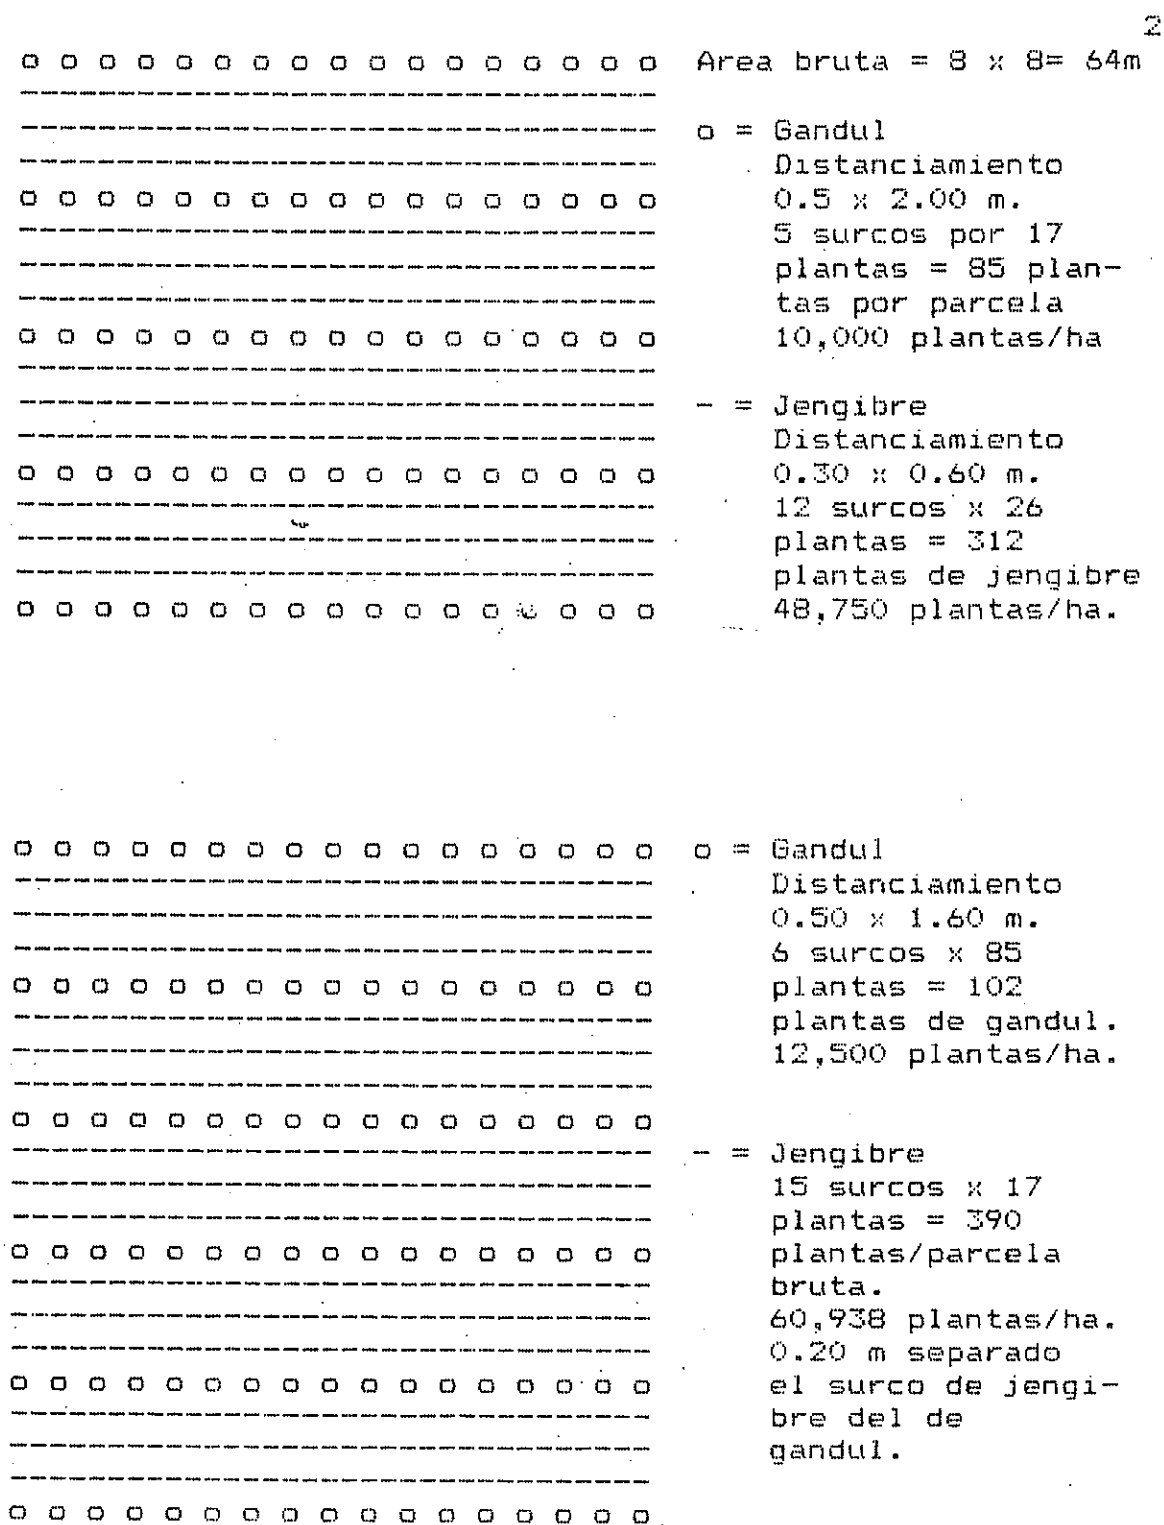 2
o o o o o o o o o o o o o o o o o Area bruta = 8 x 8= 64m
---------------------------------
--------------------------------- o = Gandul
--------------------------------- Distanciamiento
o o o o o o o o o o o o o o o o o 0.5 x 2.00 m.
--------------------------------- 5 surcos por 17
--------------------------------- plantas = 85 plan-
--------------------------------- tas por parcela
o o o o o o o o o o o o o o o o o 10,000 plantas/ha
---------------------------------
--------------------------------- - = Jengibre
--------------------------------- Distanciamiento
o o o o o o o o o o o o o o o o o 0.30 x 0.60 m.
--------------------------------- 12 surcos x 26
--------------------------------- plantas = 312
--------------------------------- plantas de jengibre
o o o o o o o o o o o o o o o o o 48,750 plantas/ha.
o o o o o o o o o o o o o o o o o o = Gandul
--------------------------------- Distanciamiento
--------------------------------- 0.50 x 1.60 m.
--------------------------------- 6 surcos x 85
o o o o o o o o o o o o o o o o o plantas = 102
--------------------------------- plantas de gandul.
--------------------------------- 12,500 plantas/ha.
---------------------------------
o o o o o o o o o o o o o o o o o
--------------------------------- - = Jengibre
--------------------------------- 15 surcos x 17
--------------------------------- plantas = 390
o o o o o o o o o o o o o o o o o plantas/parcela
--------------------------------- bruta.
--------------------------------- 60,938 plantas/ha.
--------------------------------- 0.20 m separado
o o o o o o o o o o o o o o o o o el surco de jengi-
--------------------------------- bre del de
--------------------------------- gandul.
---------------------------------
o o o o o o o o o o o o o o o o o